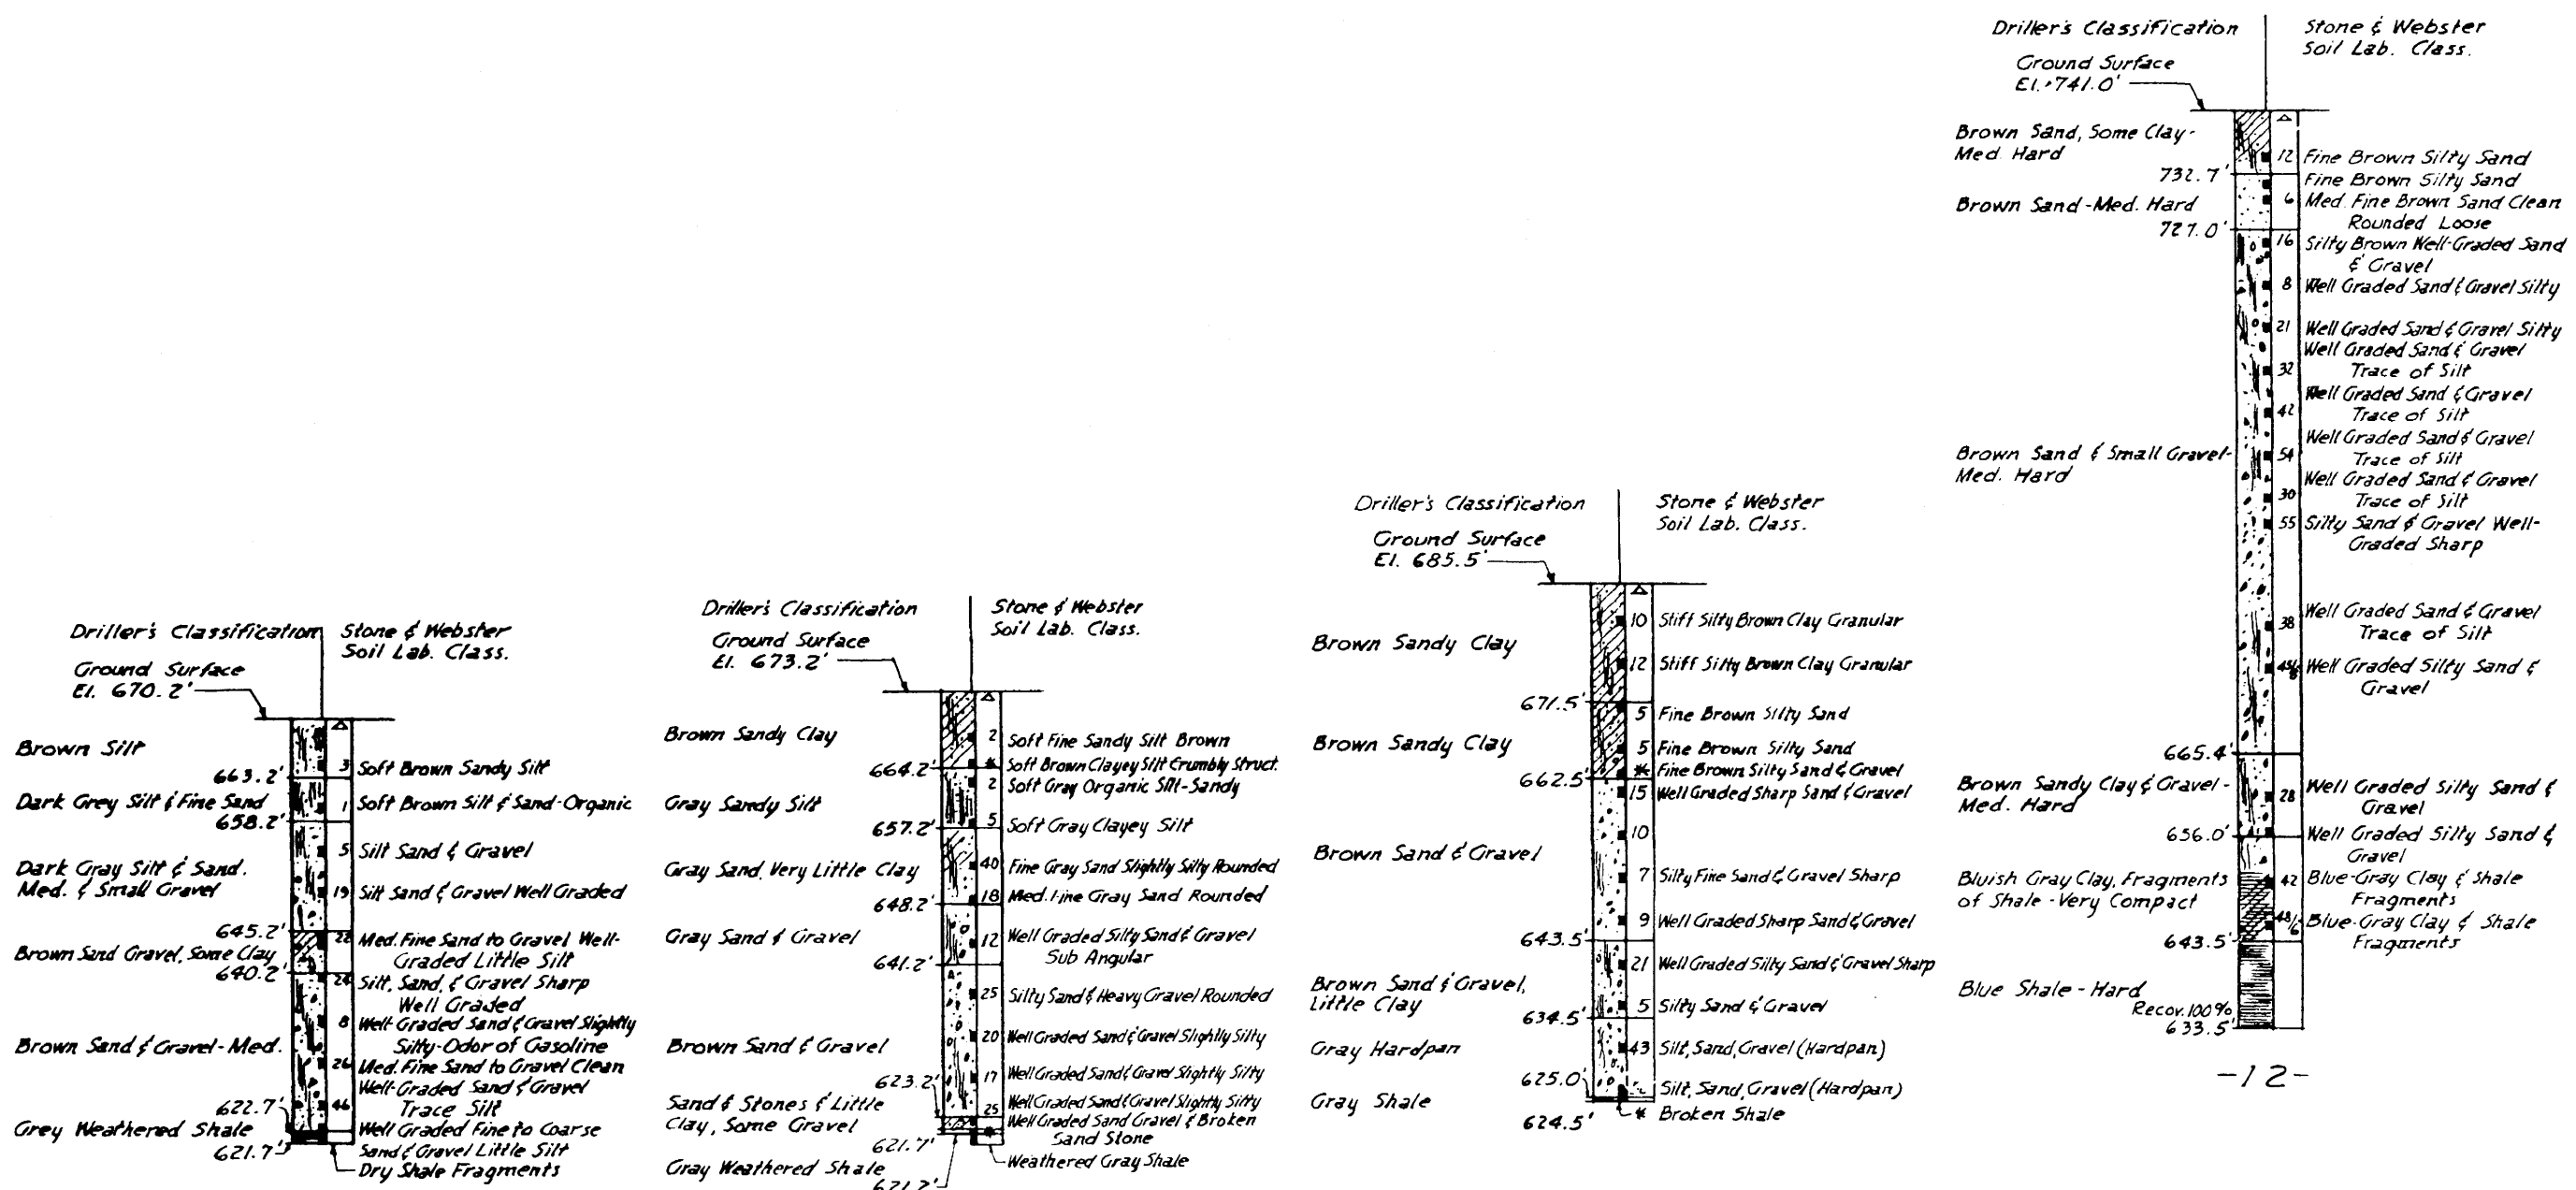 Driller's Classification
Stone & Webster
Soil Lab. Class.
Ground Surface
El. 670.2'
Brown Silt
663.2'
Dark Grey Silt & Fine Sand
658.2'
Dark Gray Silt & Sand.
Med. & Small Gravel
645.2'
Brown Sand Gravel, Some Clay
640.2'
Brown Sand & Gravel-Med.
622.7'
Grey Weathered Shale
621.7'
3 Soft Brown Sandy Silt
1 Soft Brown Silt & Sand-Organic
5 Silt Sand & Gravel
19 Silt Sand & Gravel Well Graded
22 Med. Fine Sand to Gravel Well-
Graded Little Silt
24 Silt, Sand, & Gravel Sharp
Well Graded
8 Well-Graded Sand & Gravel Slightly
Silty-Odor of Gasoline
26 Med. Fine Sand to Gravel Clean
Well-Graded Sand & Gravel
46 Trace Silt
Well Graded Fine to Coarse
Sand & Gravel Little Silt
Dry Shale Fragments
Driller's Classification
Stone & Webster
Soil Lab. Class.
Ground Surface
El. 673.2'
Brown Sandy Clay
664.2'
Gray Sandy Silt
657.2'
Gray Sand, Very Little Clay
648.2'
Gray Sand & Gravel
641.2'
Brown Sand & Gravel
623.2'
Sand & Stones & Little
Clay, Some Gravel
621.7'
Gray Weathered Shale
621.2'
2 Soft Fine Sandy Silt Brown
* Soft Brown Clayey Silt Crumbly Struct.
2 Soft Gray Organic Silt-Sandy
5 Soft Gray Clayey Silt
40 Fine Gray Sand Slightly Silty Rounded
18 Med. Fine Gray Sand Rounded
12 Well Graded Silty Sand & Gravel
Sub Angular
25 Silty Sand & Heavy Gravel Rounded
20 Well Graded Sand & Gravel Slightly Silty
17 Well Graded Sand & Gravel Slightly Silty
25 Well Graded Sand & Gravel Slightly Silty
Well Graded Sand Gravel & Broken
Sand Stone
Weathered Gray Shale
Driller's Classification
Stone & Webster
Soil Lab. Class.
Ground Surface
El. 685.5'
Brown Sandy Clay
671.5'
Brown Sandy Clay
662.5'
Brown Sand & Gravel
643.5'
Brown Sand & Gravel,
Little Clay
634.5'
Gray Hardpan
625.0'
Gray Shale
624.5'
10 Stiff Silty Brown Clay Granular
12 Stiff Silty Brown Clay Granular
5 Fine Brown Silty Sand
5 Fine Brown Silty Sand
* Fine Brown Silty Sand & Gravel
15 Well Graded Sharp Sand & Gravel
10
7 Silty Fine Sand & Gravel Sharp
9 Well Graded Sharp Sand & Gravel
21 Well Graded Silty Sand & Gravel Sharp
5 Silty Sand & Gravel
43 Silt, Sand, Gravel (Hardpan)
Silt, Sand, Gravel (Hardpan)
* Broken Shale
Driller's Classification
Stone & Webster
Soil Lab. Class.
Ground Surface
El. 741.0'
Brown Sand, Some Clay-
Med. Hard
732.7'
Brown Sand-Med. Hard
727.0'
Brown Sand & Small Gravel-
Med. Hard
665.4'
Brown Sandy Clay & Gravel-
Med. Hard
656.0'
Bluish Gray Clay, Fragments
of Shale-Very Compact
643.5'
Blue Shale-Hard
Recov. 100%
633.5'
12 Fine Brown Silty Sand
Fine Brown Silty Sand
6 Med. Fine Brown Sand Clean
Rounded Loose
16 Silty Brown Well-Graded Sand
& Gravel
8 Well Graded Sand & Gravel Silty
21 Well Graded Sand & Gravel Silty
Well Graded Sand & Gravel
32 Trace of Silt
Well Graded Sand & Gravel
42 Trace of Silt
Well Graded Sand & Gravel
54 Trace of Silt
Well Graded Sand & Gravel
30 Trace of Silt
55 Silty Sand & Gravel Well-
Graded Sharp
Well Graded Sand & Gravel
38 Trace of Silt
Well Graded Silty Sand &
Gravel
28 Well Graded Silty Sand &
Gravel
Well Graded Silty Sand &
Gravel
42 Blue-Gray Clay & Shale
Fragments
Blue-Gray Clay & Shale
Fragments
-12-